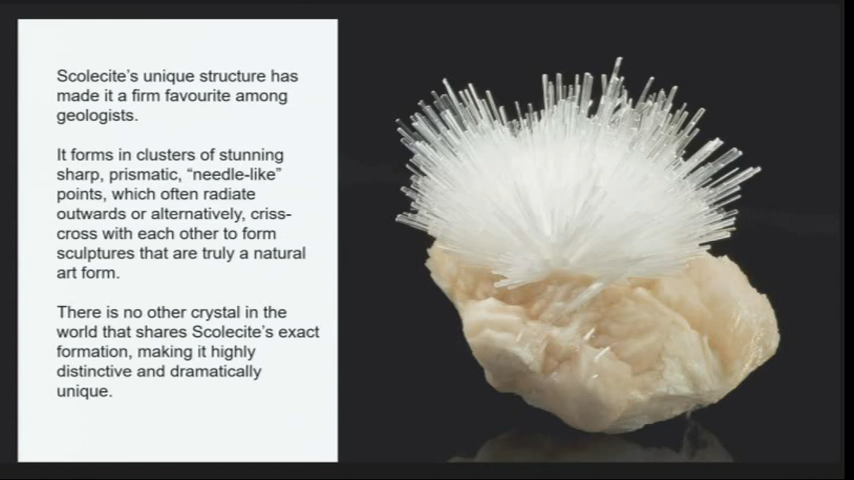 Scolecite’s unique structure has
made it a firm favourite among
geologists.
It forms in clusters of stunning
sharp, prismatic, “needle-like”
points, which often radiate
outwards or alternatively, criss-
cross with each other to form
sculptures that are truly a natural
art form.
There is no other crystal in the
world that shares Scolecite’s exact
formation, making it highly
distinctive and dramatically
unique.